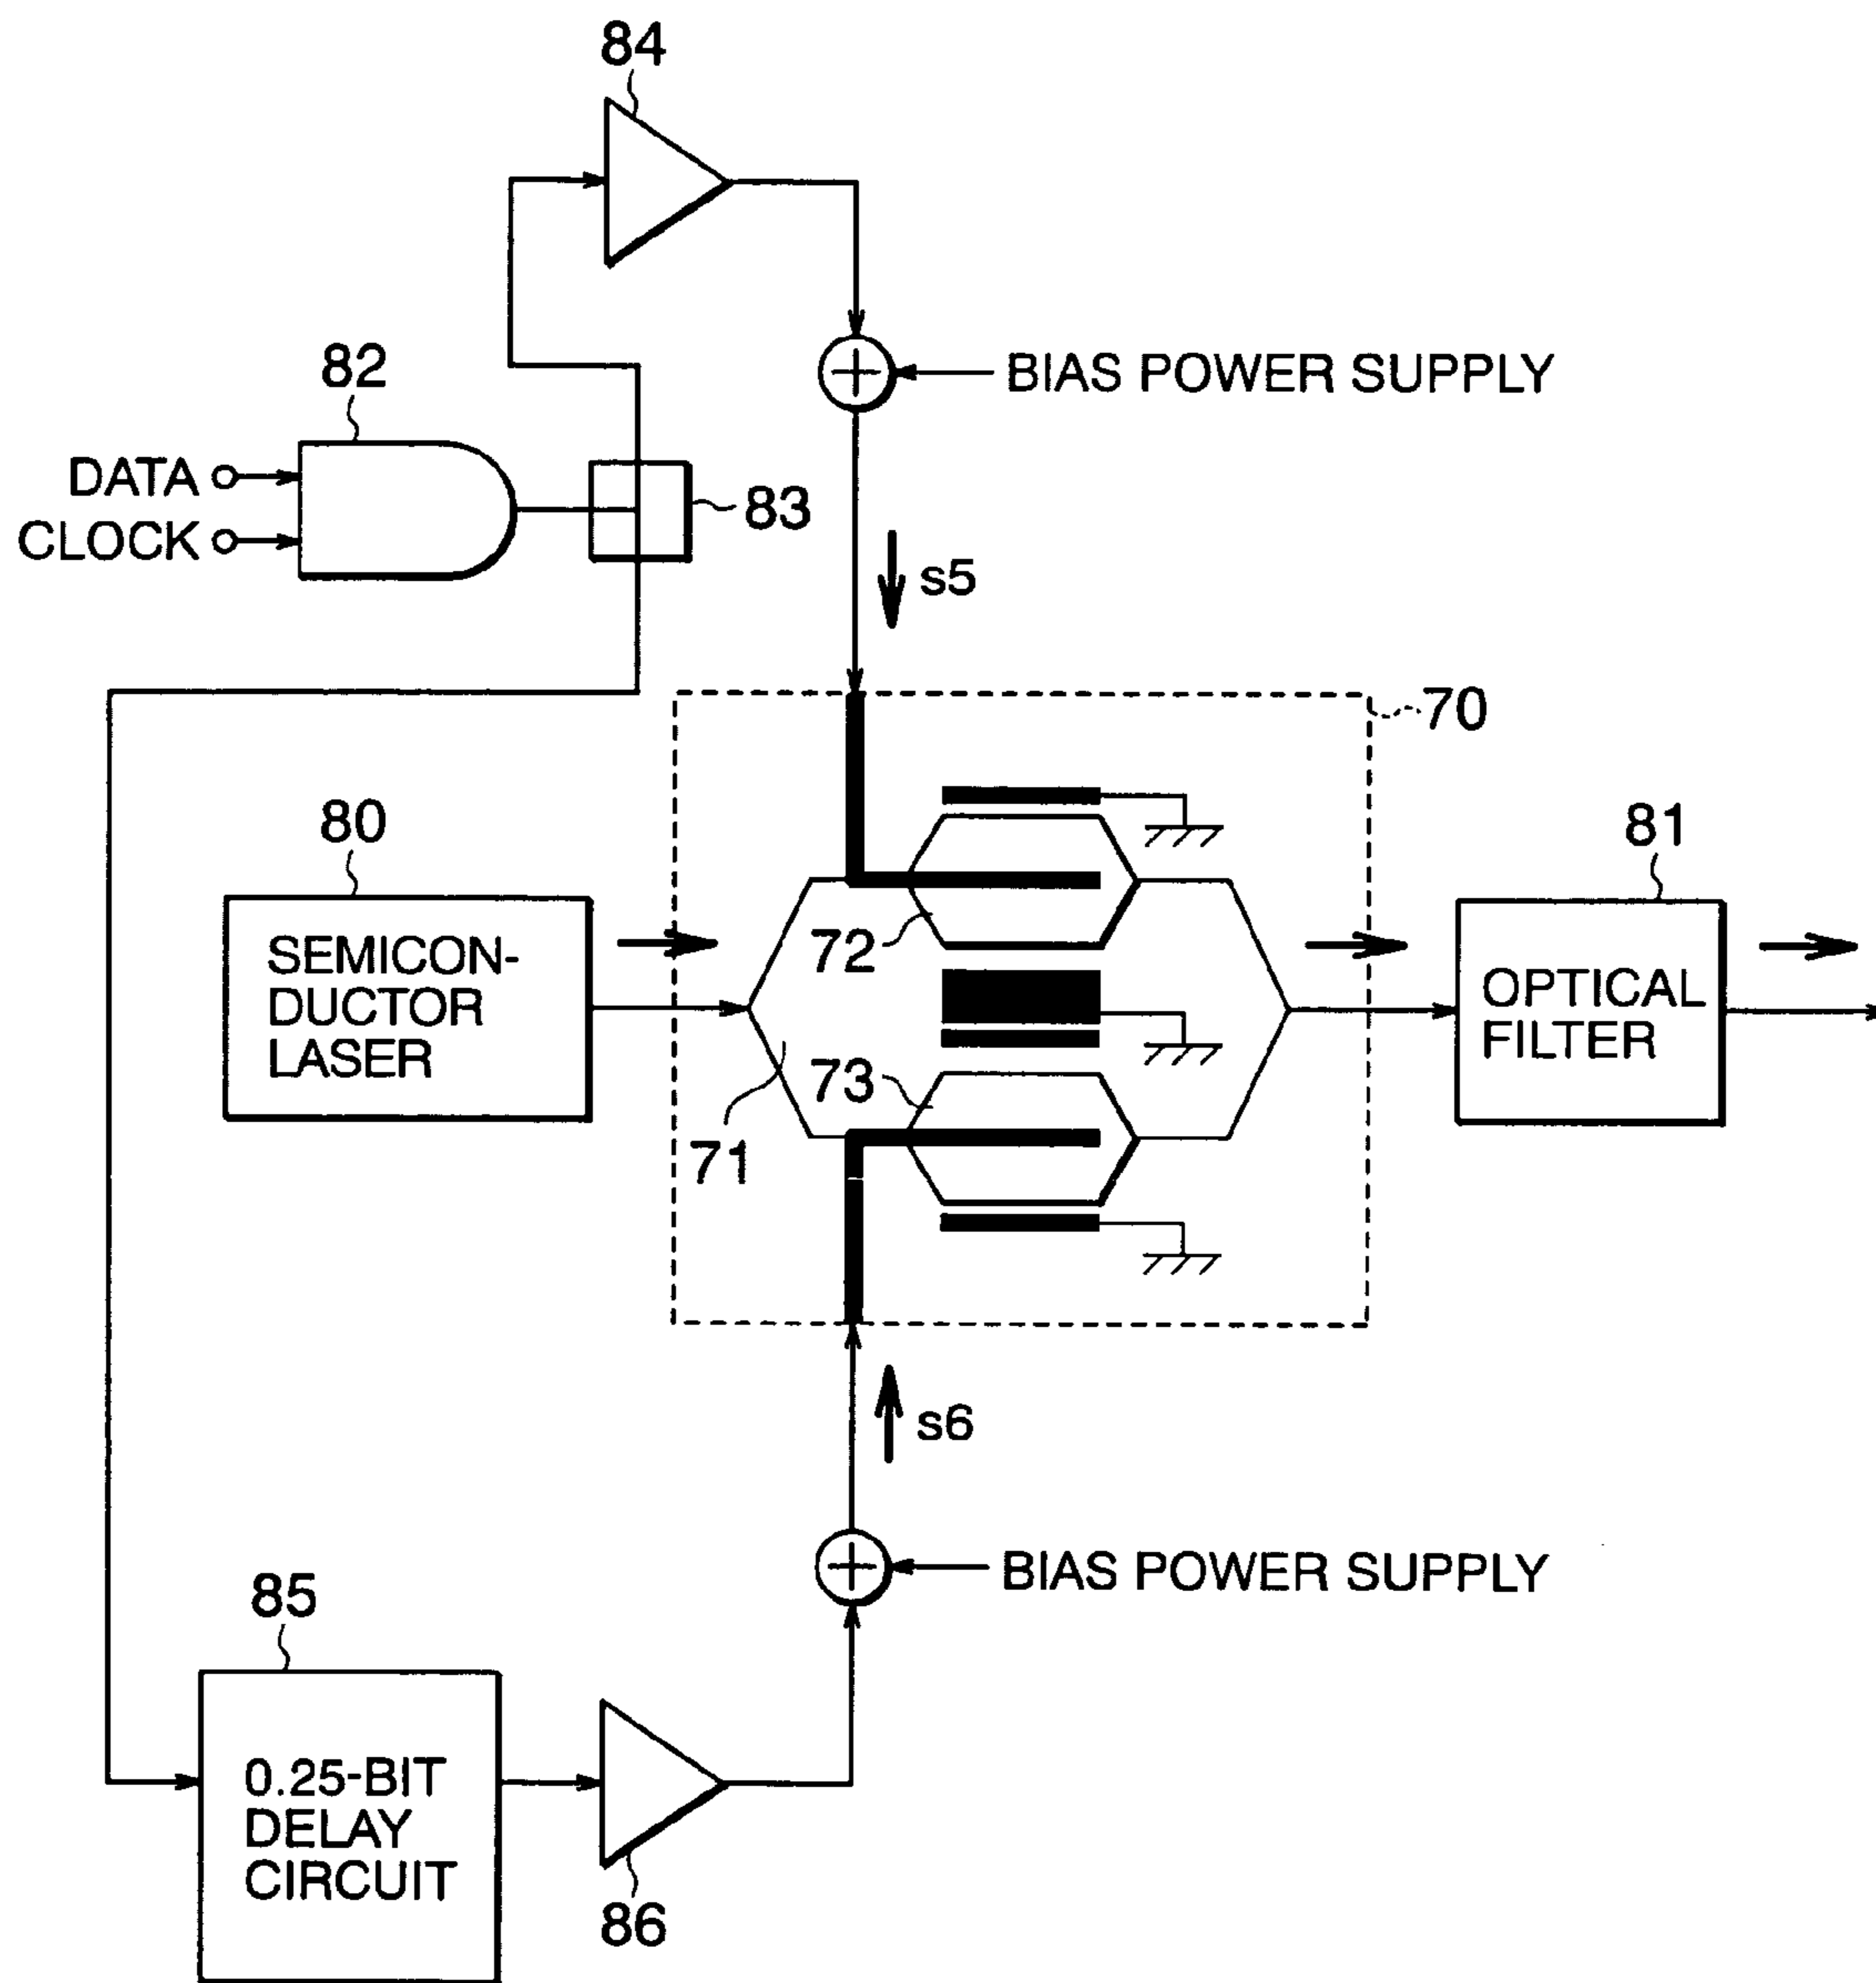 84
BIAS POWER SUPPLY
82
DATA
CLOCK
83
s5
70
80
SEMICON-
DUCTOR
LASER
72
73
71
81
OPTICAL
FILTER
s6
BIAS POWER SUPPLY
85
0.25-BIT
DELAY
CIRCUIT
86